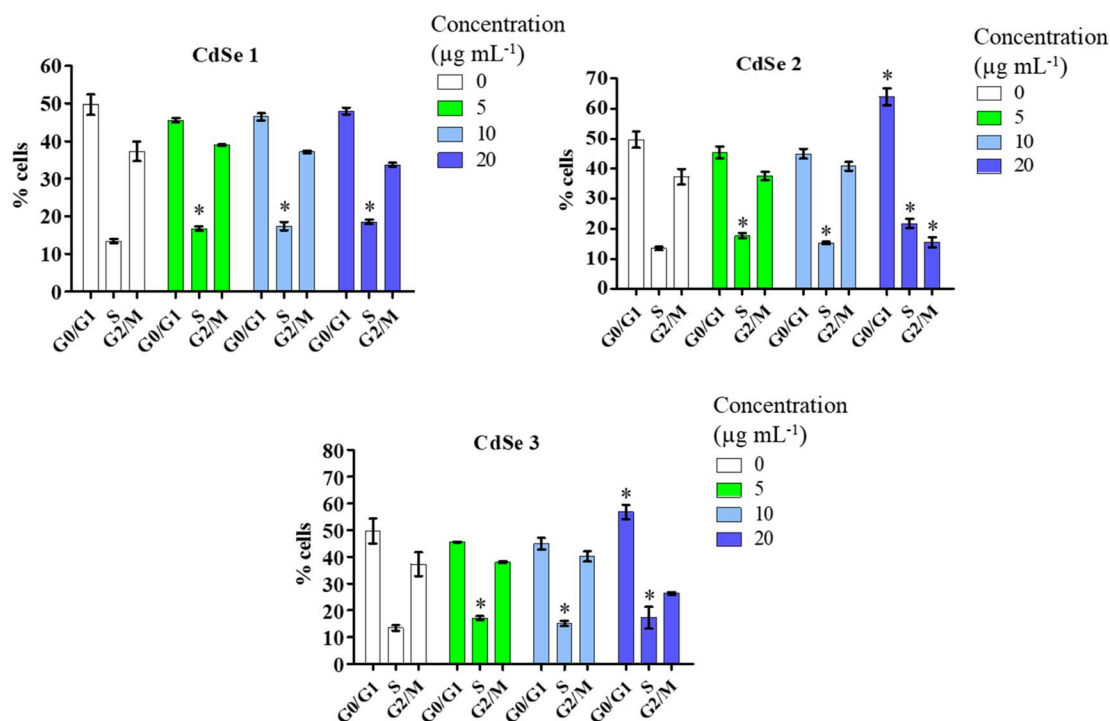 CdSe 1
Concentration
(µg mL-1)
0
5
10
20
% cells
60
50
40
30
20
10
0
*
*
*
G0/G1
S
G2/M
G0/G1
S
G2/M
G0/G1
S
G2/M
G0/G1
S
G2/M
CdSe 2
Concentration
(µg mL-1)
0
5
10
20
% cells
70
60
50
40
30
20
10
0
*
*
*
*
*
G0/G1
S
G2/M
G0/G1
S
G2/M
G0/G1
S
G2/M
G0/G1
S
G2/M
CdSe 3
Concentration
(µg mL-1)
0
5
10
20
% cells
80
70
60
50
40
30
20
10
0
*
*
*
*
G0/G1
S
G2/M
G0/G1
S
G2/M
G0/G1
S
G2/M
G0/G1
S
G2/M